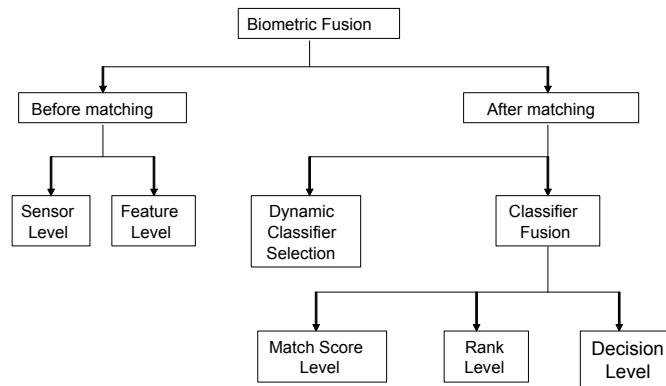 Biometric Fusion
Before matching
After matching
Sensor
Level
Feature
Level
Dynamic
Classifier
Selection
Classifier
Fusion
Match Score
Level
Rank
Level
Decision
Level